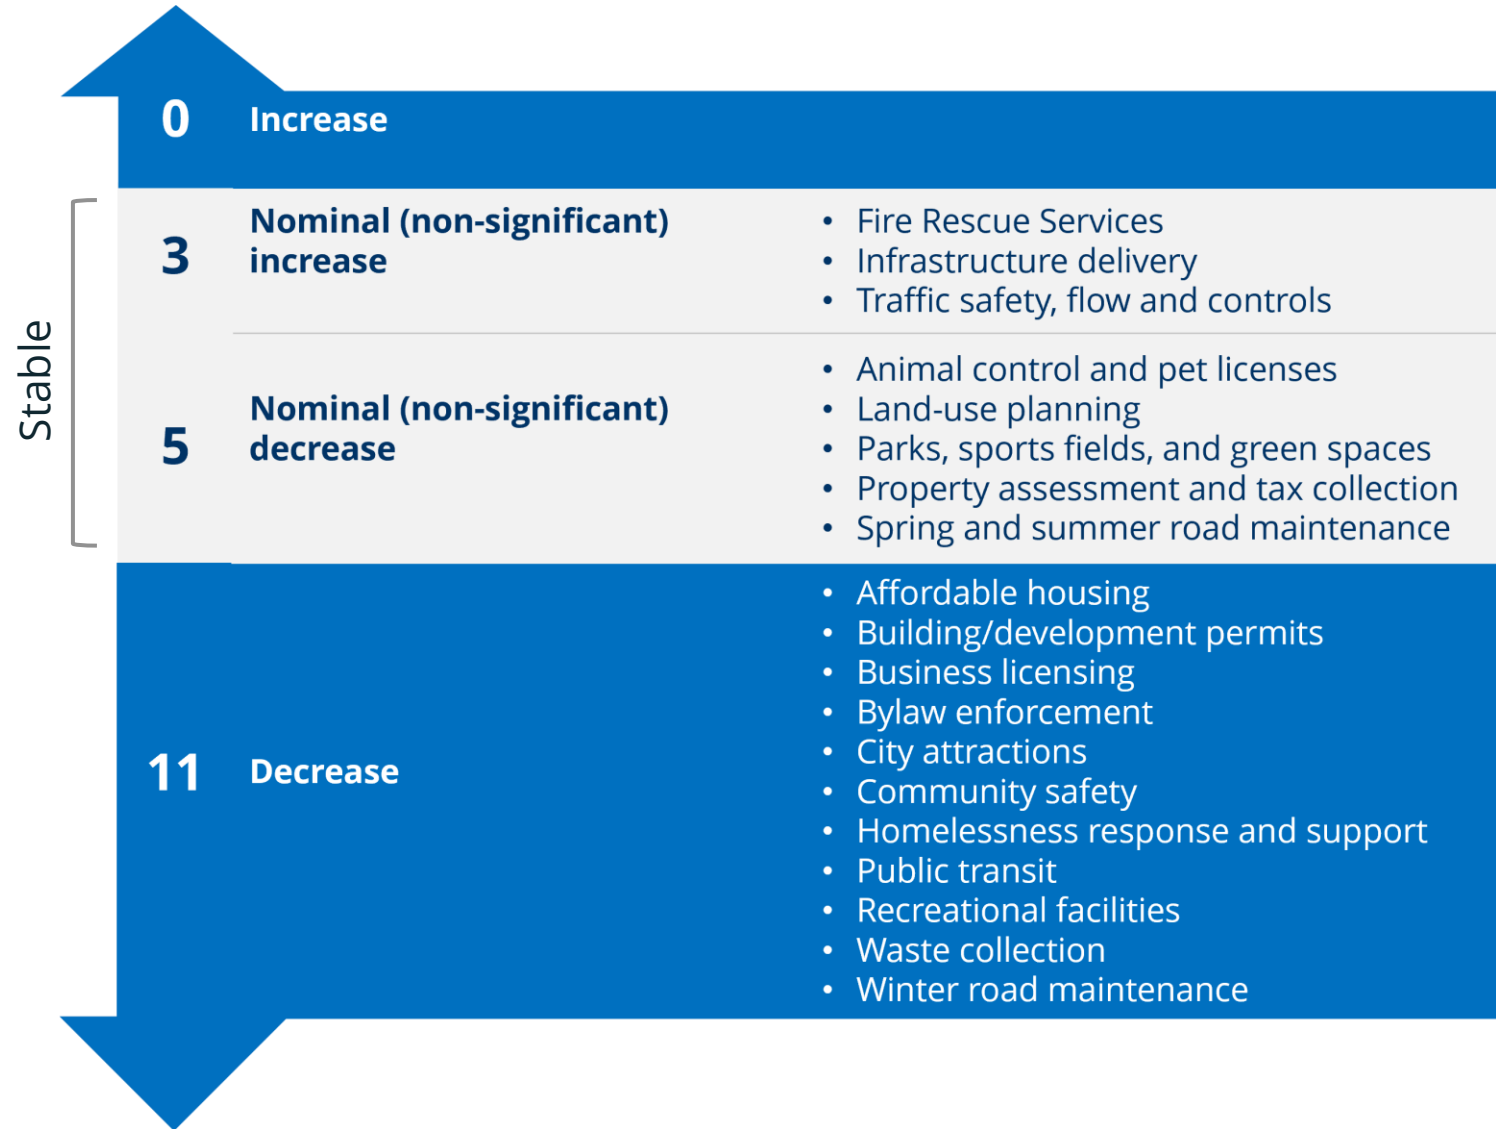 0 Increase
Stable
3
Nominal (non-significant)
increase
• Fire Rescue Services
• Infrastructure delivery
• Traffic safety, flow and controls
5
Nominal (non-significant)
decrease
• Animal control and pet licenses
• Land-use planning
• Parks, sports fields, and green spaces
• Property assessment and tax collection
• Spring and summer road maintenance
11 Decrease
• Affordable housing
• Building/development permits
• Business licensing
• Bylaw enforcement
• City attractions
• Community safety
• Homelessness response and support
• Public transit
• Recreational facilities
• Waste collection
• Winter road maintenance